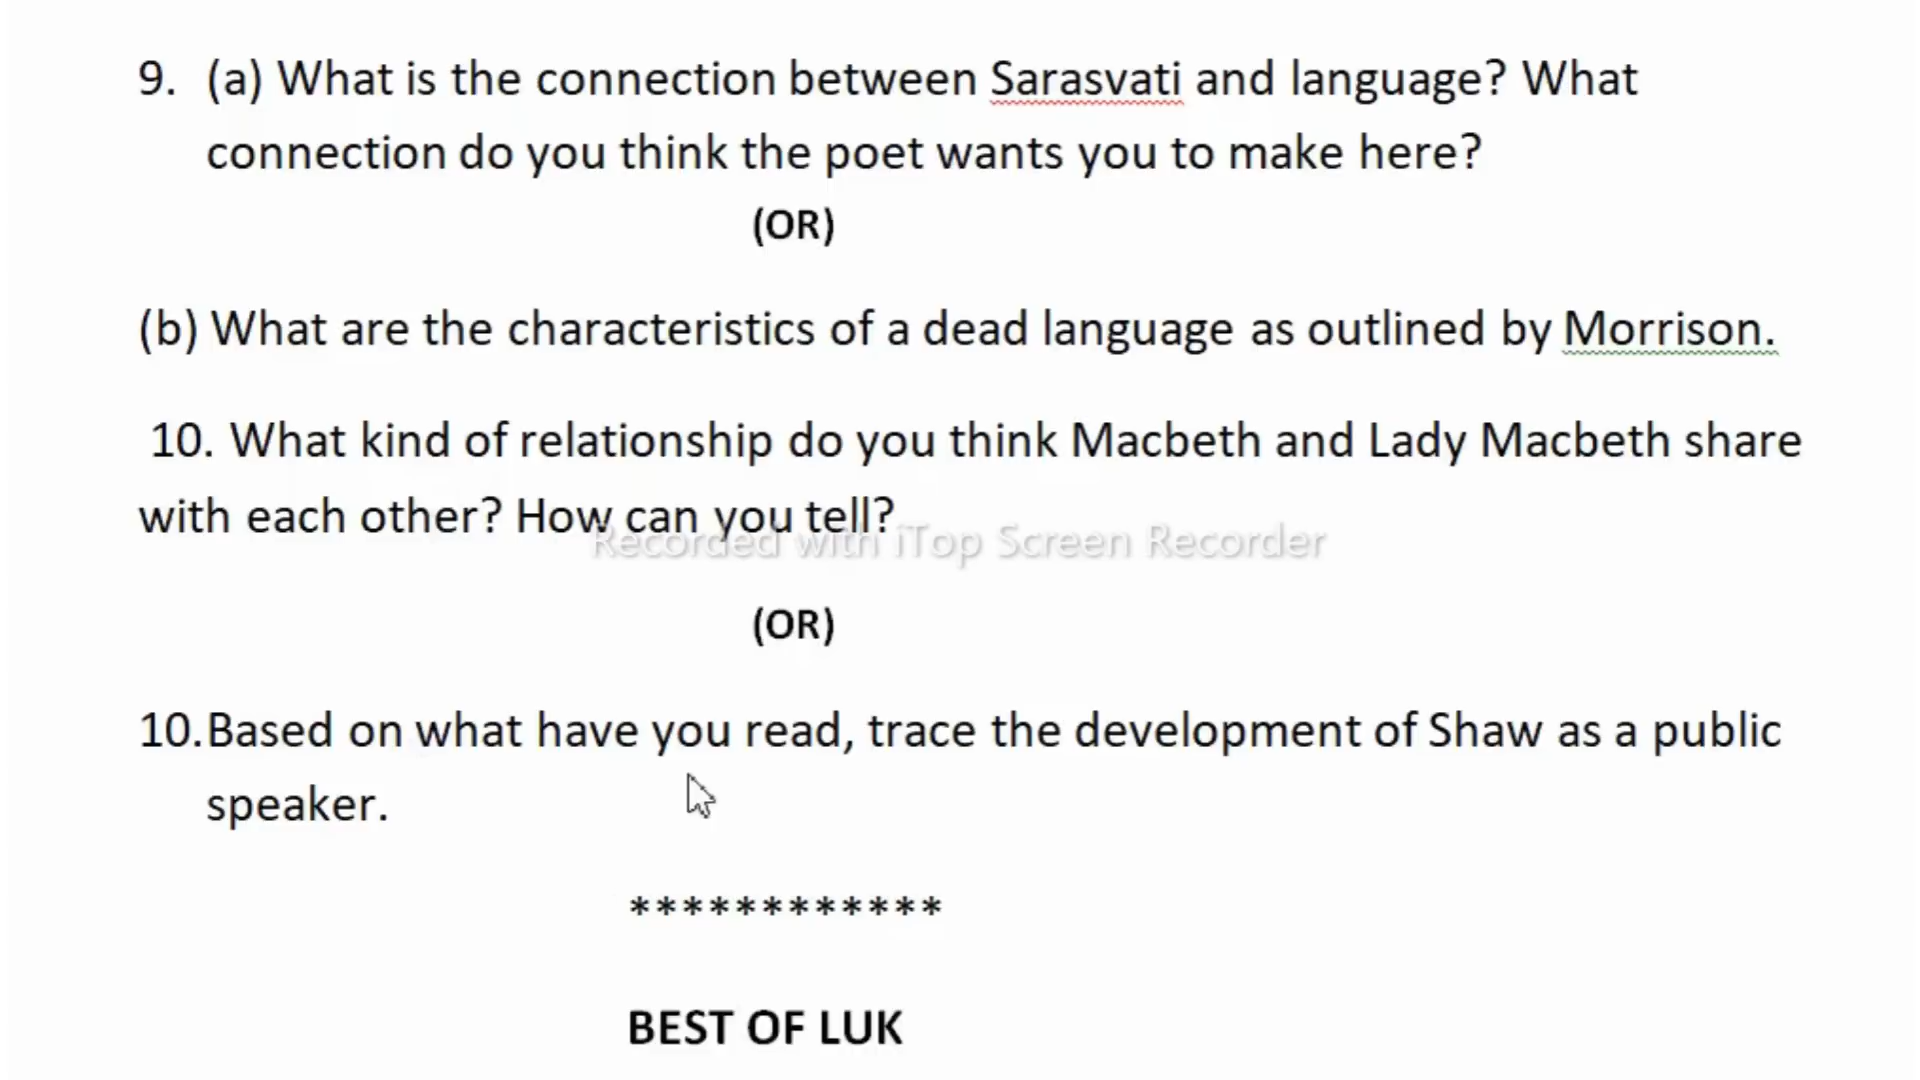 9. (a) What is the connection between Sarasvati and language? What
connection do you think the poet wants you to make here?
(OR)
(b) What are the characteristics of a dead language as outlined by Morrison.
10. What kind of relationship do you think Macbeth and Lady Macbeth share
with each other? How can you tell?
Recorded with iTop Screen Recorder
(OR)
10.Based on what have you read, trace the development of Shaw as a public
speaker.
************
BEST OF LUK